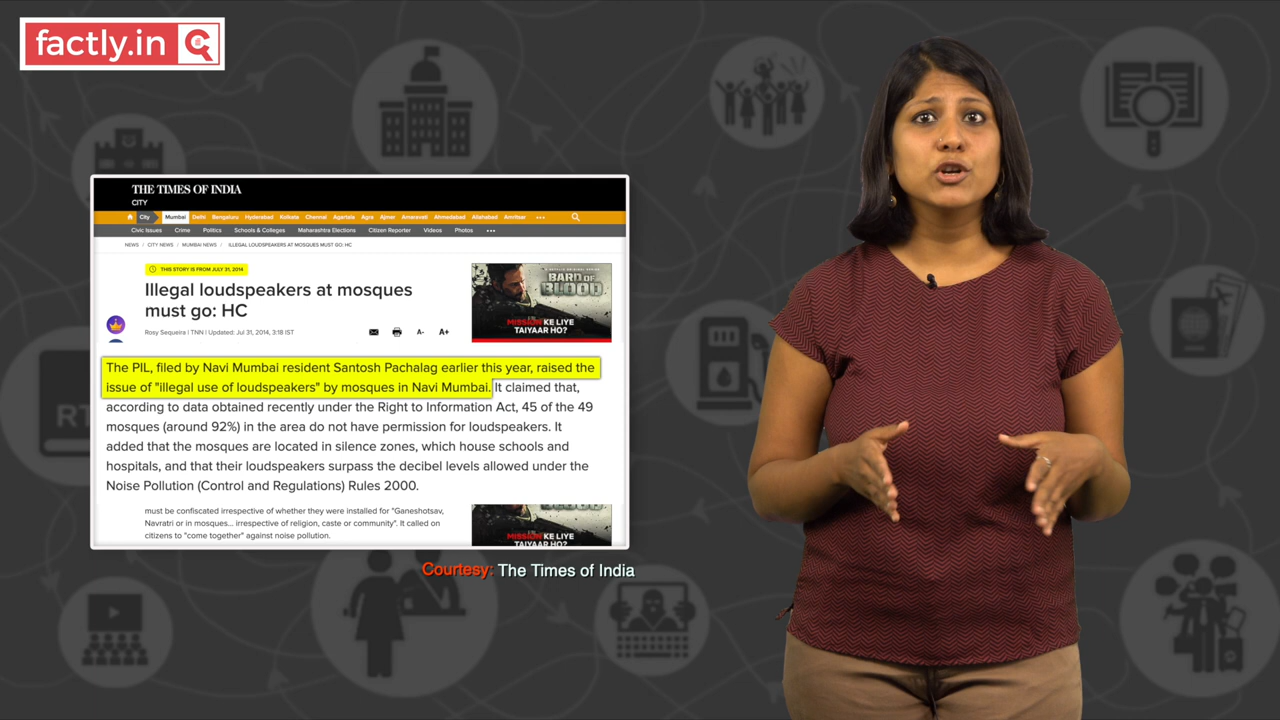 factly.in
THE TIMES OF INDIA
CITY
City Mumbai Delhi Bengaluru Hyderabad Kolkata Chennai Agartala Agra Ajmer Amaravati Ahmedabad Allahabad Amritsar
Civic Issues Crime Politics Schools & Colleges Maharashtra Elections Citizen Reporter Videos Photos
NEWS / CITY NEWS / MUMBAI NEWS / ILLEGAL LOUDSPEAKERS AT MOSQUES MUST GO: HC
THIS STORY IS FROM JULY 31, 2014
Illegal loudspeakers at mosques
must go: HC
Rosy Sequeira | TNN | Updated: Jul 31, 2014, 3:18 IST
A- A+
BARD OF
BLOOD
MISSION KE LIYE
TAIYAAR HO?
The PIL, filed by Navi Mumbai resident Santosh Pachalag earlier this year, raised the
issue of "illegal use of loudspeakers" by mosques in Navi Mumbai. It claimed that,
according to data obtained recently under the Right to Information Act, 45 of the 49
mosques (around 92%) in the area do not have permission for loudspeakers. It
added that the mosques are located in silence zones, which house schools and
hospitals, and that their loudspeakers surpass the decibel levels allowed under the
Noise Pollution (Control and Regulations) Rules 2000.
must be confiscated irrespective of whether they were installed for "Ganeshotsav,
Navratri or in mosques... irrespective of religion, caste or community". It called on
citizens to "come together" against noise pollution.
BLOOD
MISSION KE LIYE
TAIYAAR HO?
Courtesy: The Times of India
RT